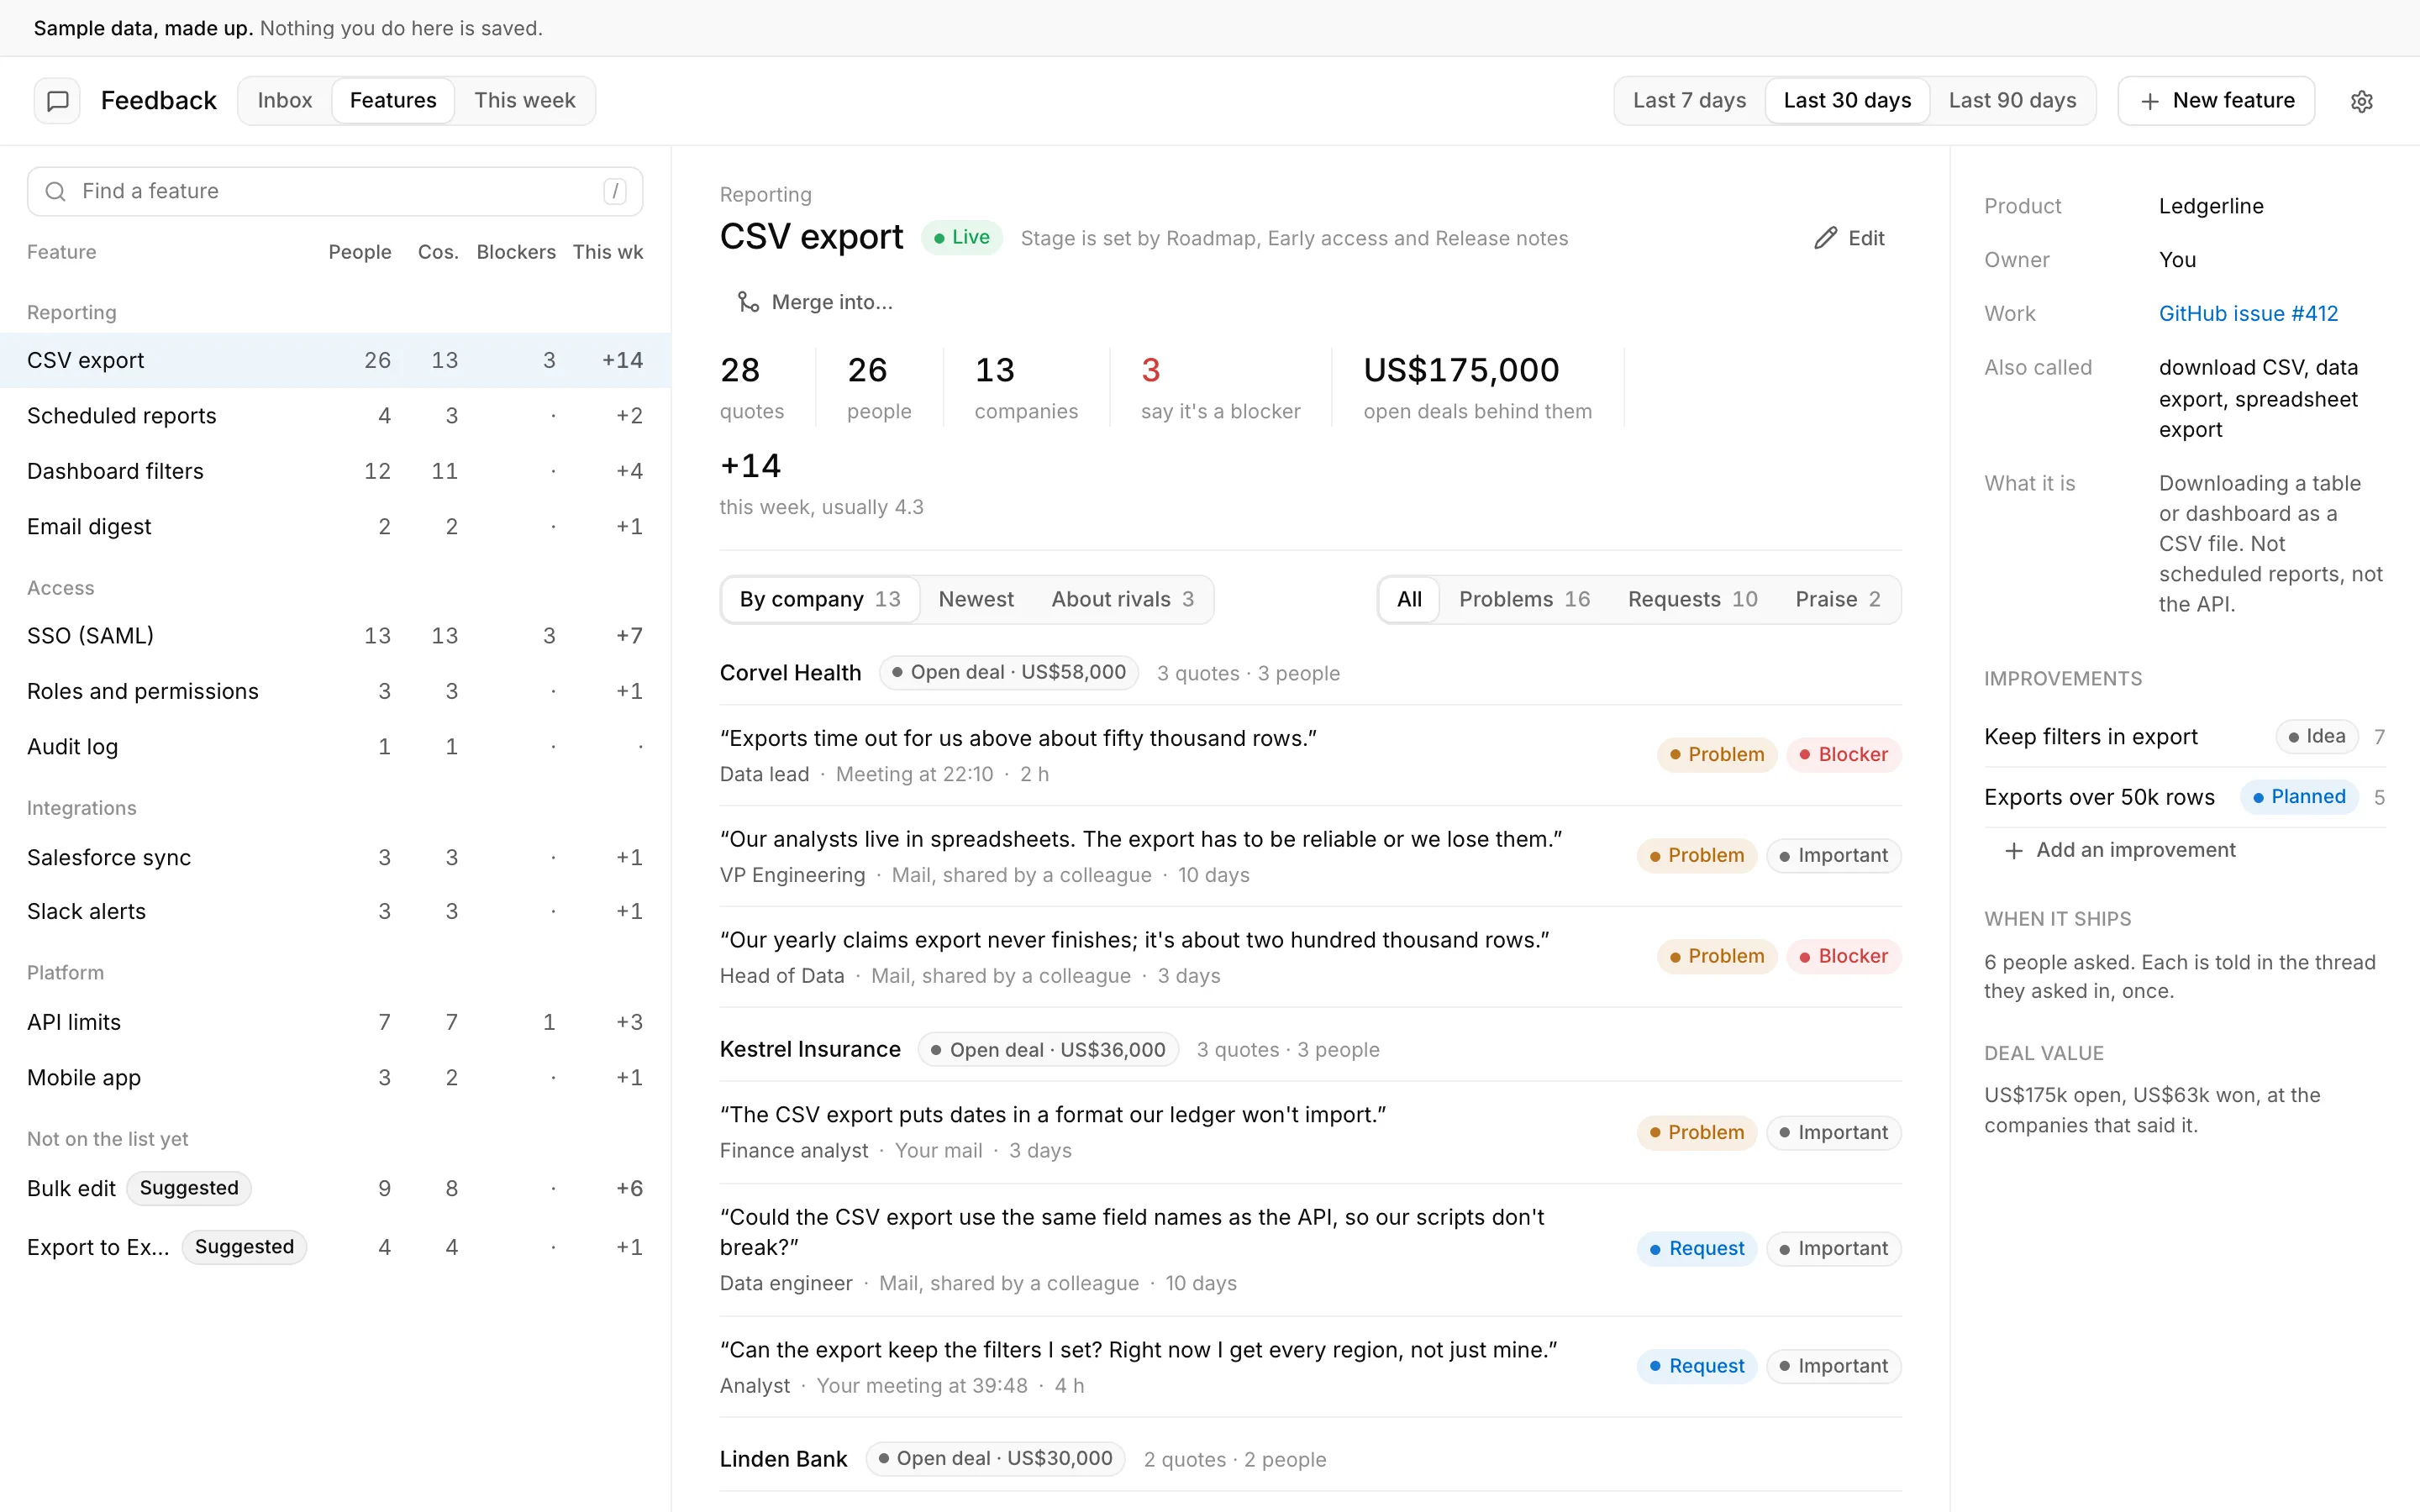 Sample data, made up. Nothing you do here is saved.
Feedback
Inbox
Features
This week
Last 7 days
Last 30 days
Last 90 days
New feature
Find a feature
/
Feature People Cos. Blockers This wk
Reporting
CSV export 26 13 3 +14
Scheduled reports 4 3 · +2
Dashboard filters 12 11 · +4
Email digest 2 2 · +1
Access
SSO (SAML) 13 13 3 +7
Roles and permissions 3 3 · +1
Audit log 1 1 · ·
Integrations
Salesforce sync 3 3 · +1
Slack alerts 3 3 · +1
Platform
API limits 7 7 1 +3
Mobile app 3 2 · +1
Not on the list yet
Bulk edit Suggested 9 8 · +6
Export to Ex... Suggested 4 4 · +1
Reporting
CSV export Live Stage is set by Roadmap, Early access and Release notes
Edit
Merge into...
28 quotes
26 people
13 companies
3 say it's a blocker
US$175,000 open deals behind them
+14
this week, usually 4.3
By company 13 Newest About rivals 3
All Problems 16 Requests 10 Praise 2
Corvel Health Open deal · US$58,000 3 quotes · 3 people
“Exports time out for us above about fifty thousand rows.”
Data lead · Meeting at 22:10 · 2 h
Problem Blocker
“Our analysts live in spreadsheets. The export has to be reliable or we lose them.”
VP Engineering · Mail, shared by a colleague · 10 days
Problem Important
“Our yearly claims export never finishes; it's about two hundred thousand rows.”
Head of Data · Mail, shared by a colleague · 3 days
Problem Blocker
Kestrel Insurance Open deal · US$36,000 3 quotes · 3 people
“The CSV export puts dates in a format our ledger won't import.”
Finance analyst · Your mail · 3 days
Problem Important
“Could the CSV export use the same field names as the API, so our scripts don't
break?”
Data engineer · Mail, shared by a colleague · 10 days
Request Important
“Can the export keep the filters I set? Right now I get every region, not just mine.”
Analyst · Your meeting at 39:48 · 4 h
Request Important
Linden Bank Open deal · US$30,000 2 quotes · 2 people
Product Ledgerline
Owner You
Work GitHub issue #412
Also called download CSV, data
export, spreadsheet
export
What it is Downloading a table
or dashboard as a
CSV file. Not
scheduled reports, not
the API.
IMPROVEMENTS
Keep filters in export Idea 7
Exports over 50k rows Planned 5
Add an improvement
WHEN IT SHIPS
6 people asked. Each is told in the thread
they asked in, once.
DEAL VALUE
US$175k open, US$63k won, at the
companies that said it.